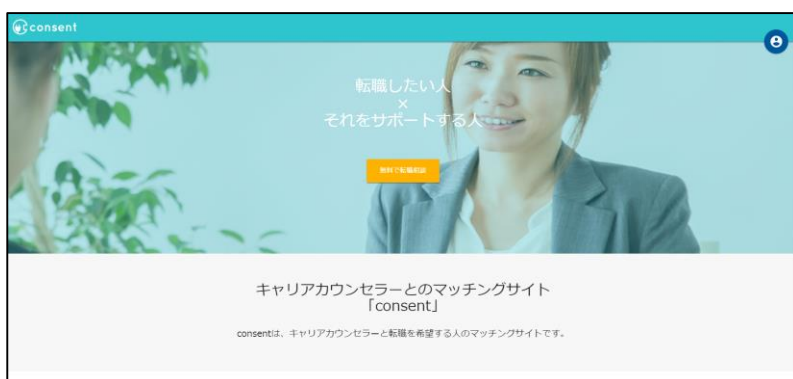 consent
転職したい人
×
それをサポートする人
無料で転職相談
キャリアカウンセラーとのマッチングサイト
「consent」
consentは、キャリアカウンセラーと転職を希望する人のマッチングサイトです。